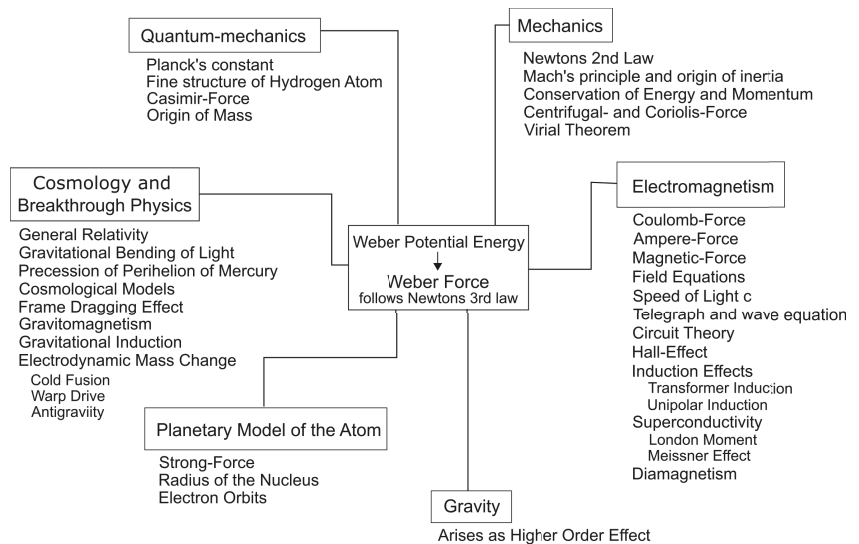 Quantum-mechanics
Planck's constant
Fine structure of Hydrogen Atom
Casimir-Force
Origin of Mass
Mechanics
Newtons 2nd Law
Mach's principle and origin of inertia
Conservation of Energy and Momentum
Centrifugal- and Coriolis-Force
Virial Theorem
Cosmology and
Breakthrough Physics
General Relativity
Gravitational Bending of Light
Precession of Perihelion of Mercury
Cosmological Models
Frame Dragging Effect
Gravitomagnetism
Gravitational Induction
Electrodynamic Mass Change
Cold Fusion
Warp Drive
Antigraviity
Weber Potential Energy
Weber Force
follows Newtons 3rd law
Electromagnetism
Coulomb-Force
Ampere-Force
Magnetic-Force
Field Equations
Speed of Light c
Telegraph and wave equation
Circuit Theory
Hall-Effect
Induction Effects
Transformer Induction
Unipolar Induction
Superconductivity
London Moment
Meissner Effect
Diamagnetism
Planetary Model of the Atom
Strong-Force
Radius of the Nucleus
Electron Orbits
Gravity
Arises as Higher Order Effect